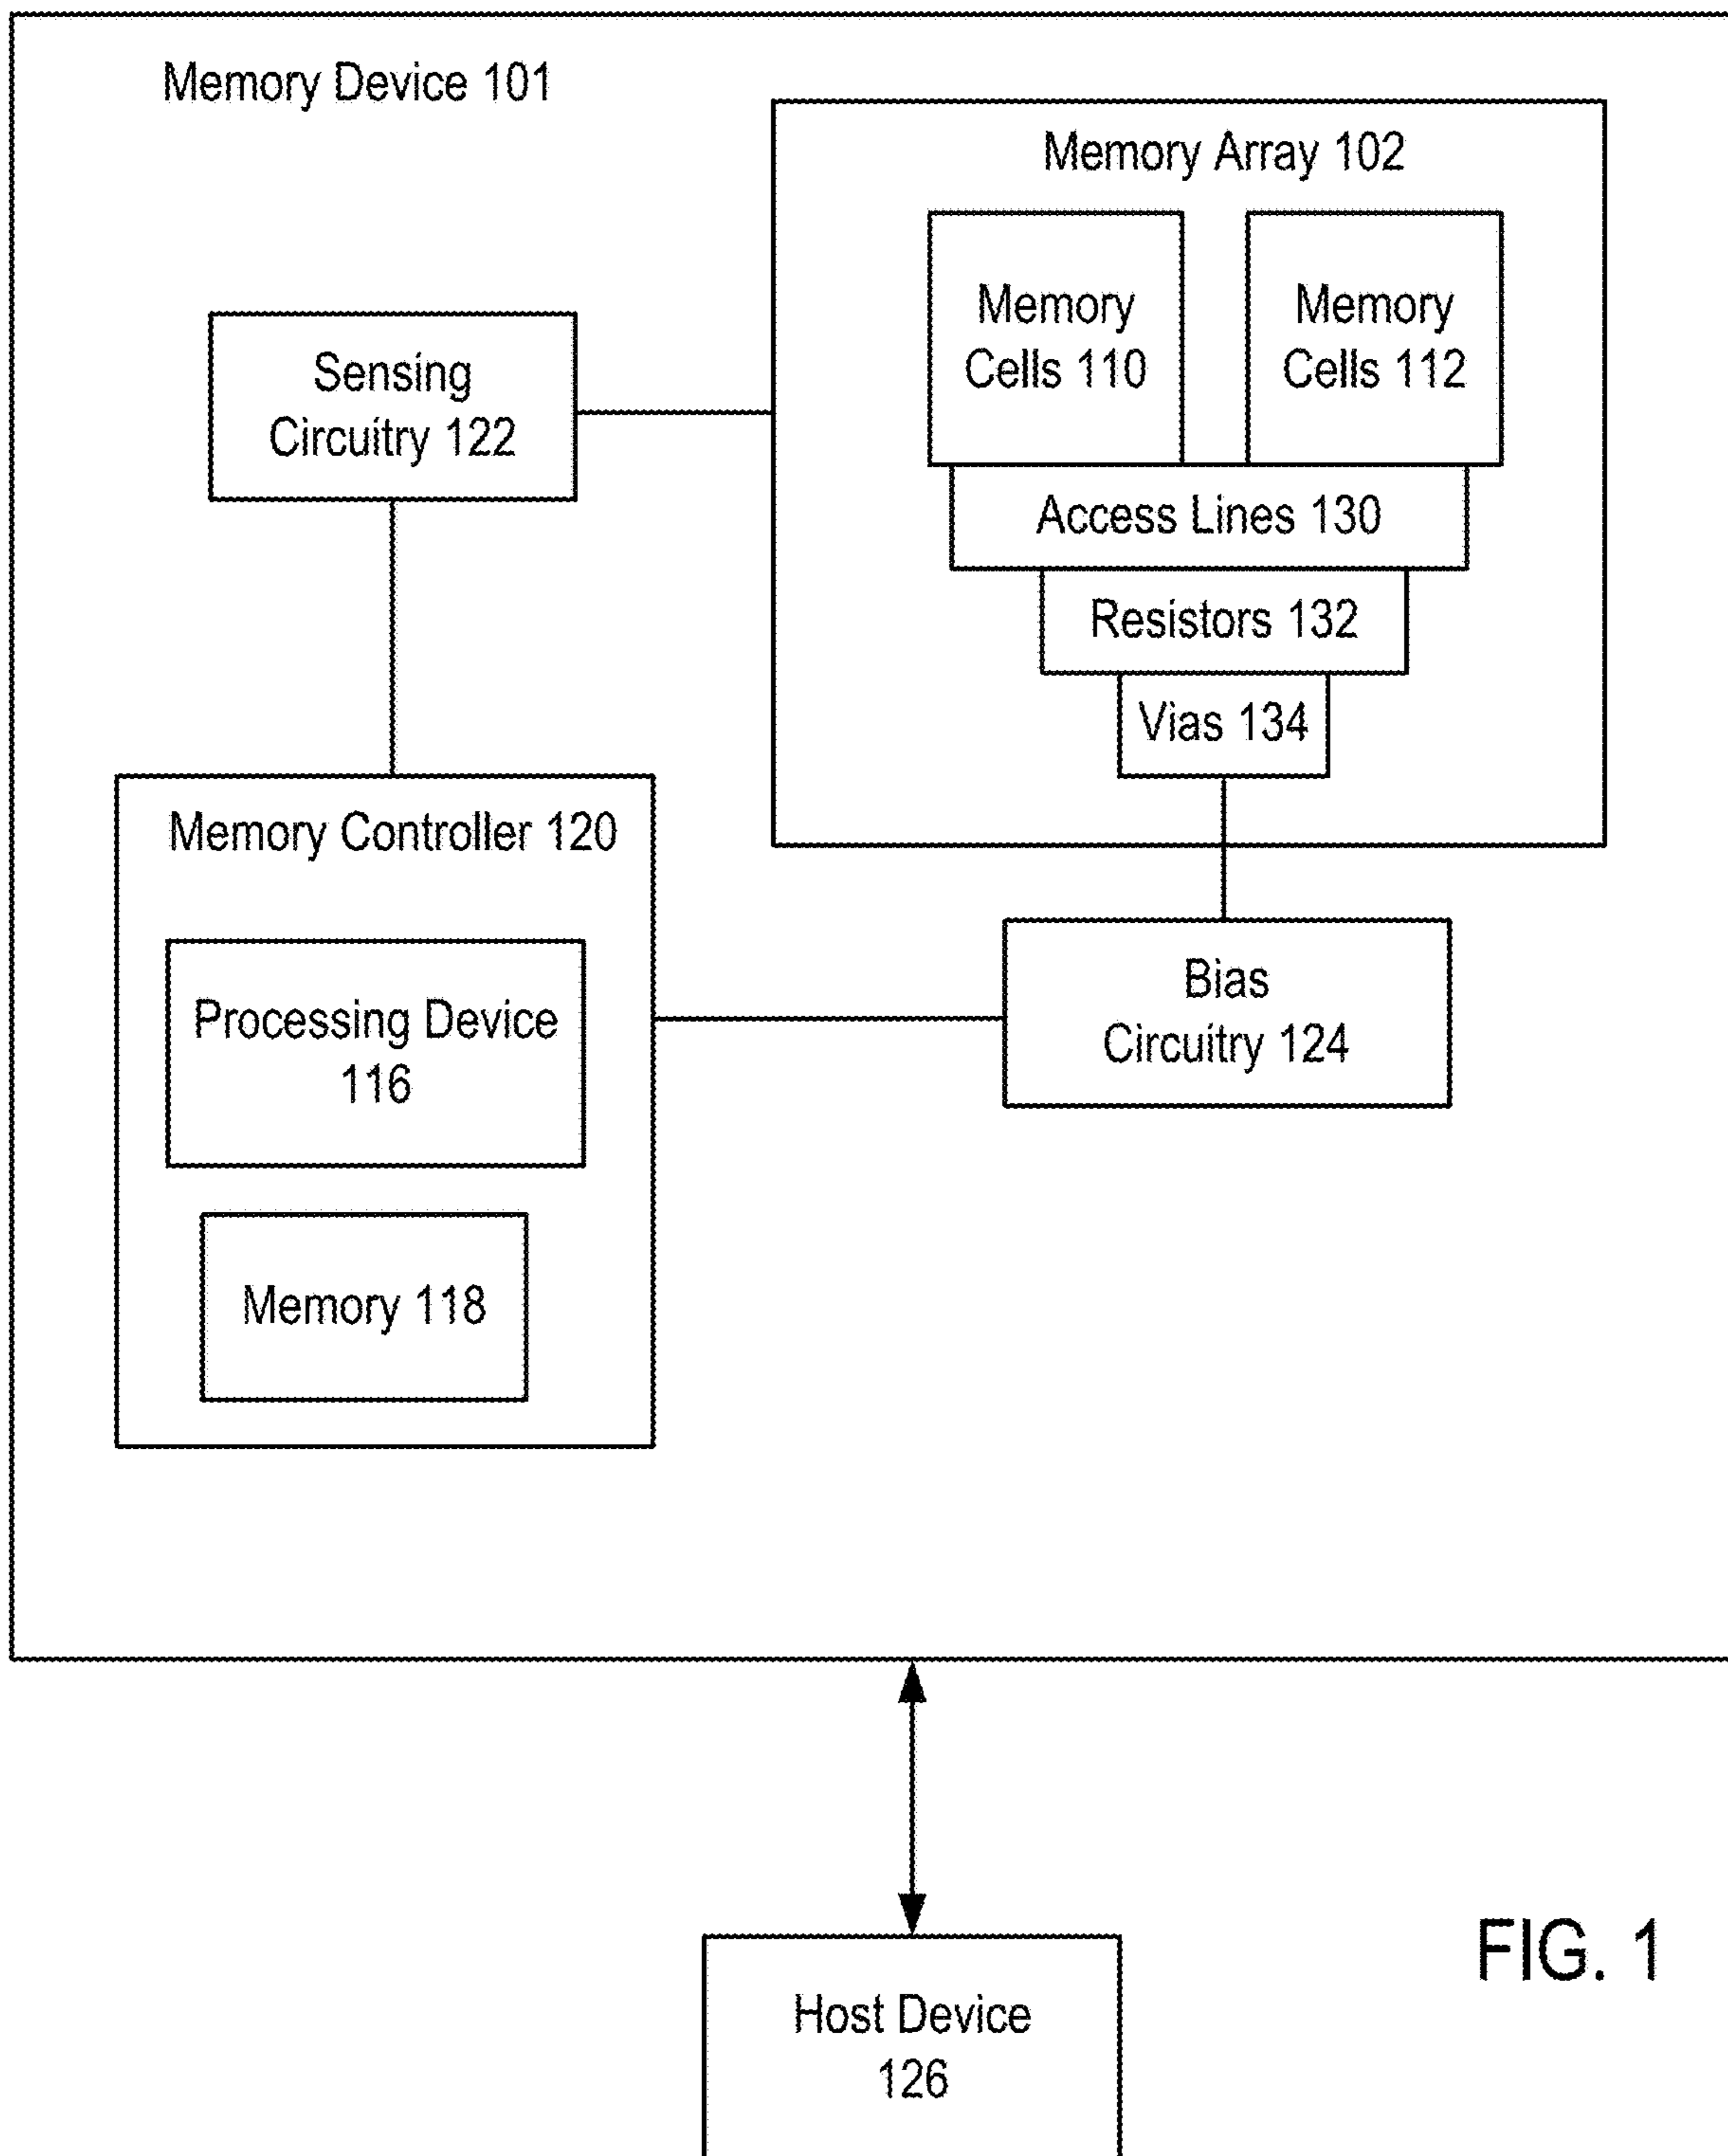 Memory Device 101
Memory Array 102
Memory
Cells 110
Memory
Cells 112
Sensing
Circuitry 122
Access Lines 130
Resistors 132
Vias 134
Memory Controller 120
Processing Device
116
Bias
Circuitry 124
Memory 118
Host Device
126
FIG. 1